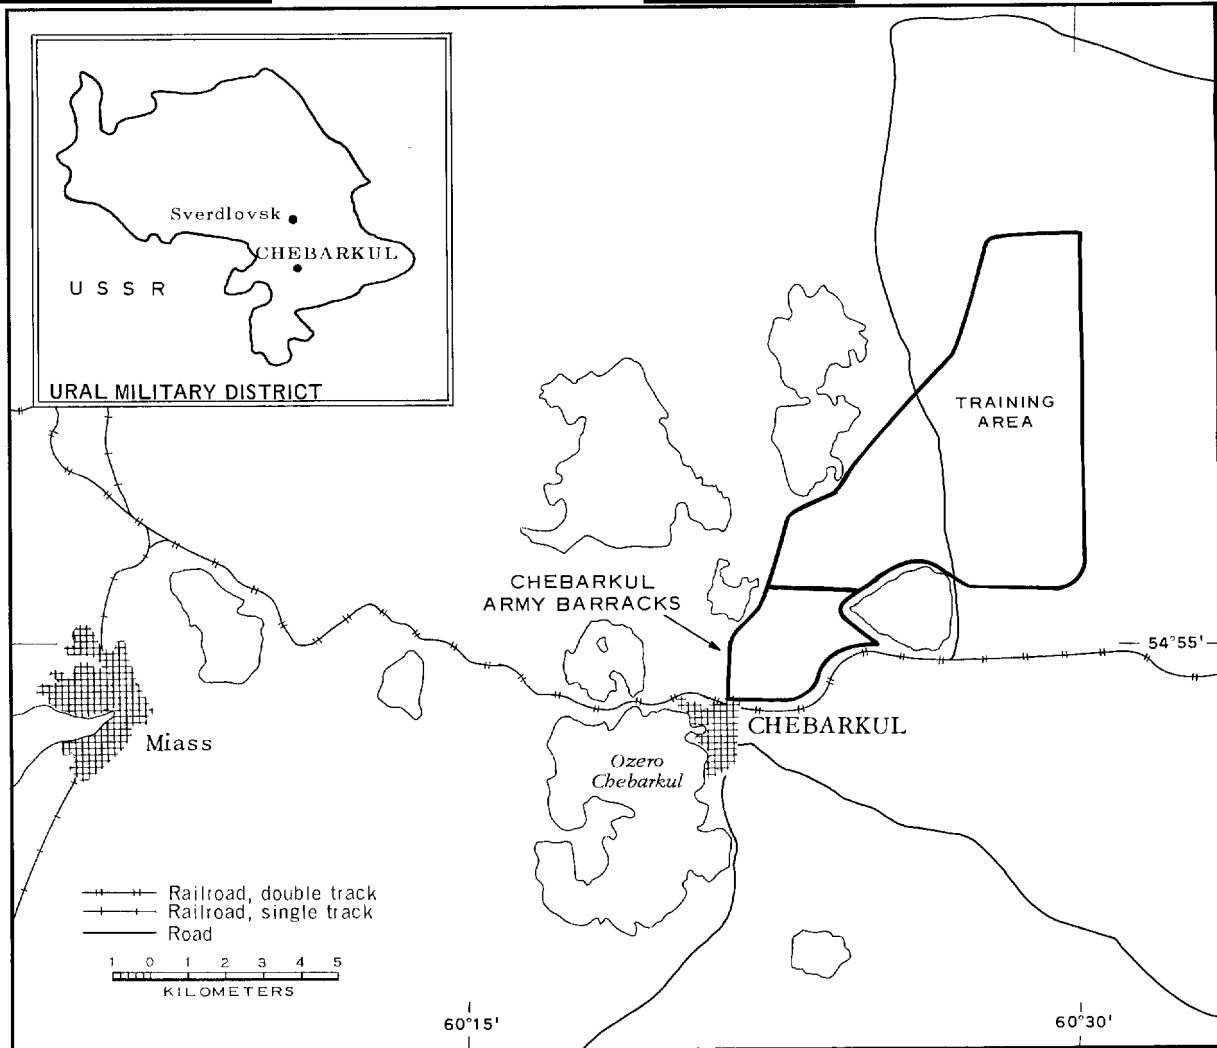 Sverdlovsk
CHEBARKUL
USSR
URAL MILITARY DISTRICT
TRAINING
AREA
CHEBARKUL
ARMY BARRACKS
54°55'
CHEBARKUL
Miass
Ozero
Chebarkul
Railroad, double track
Railroad, single track
Road
1 0 1 2 3 4 5
KILOMETERS
60°15'
60°30'